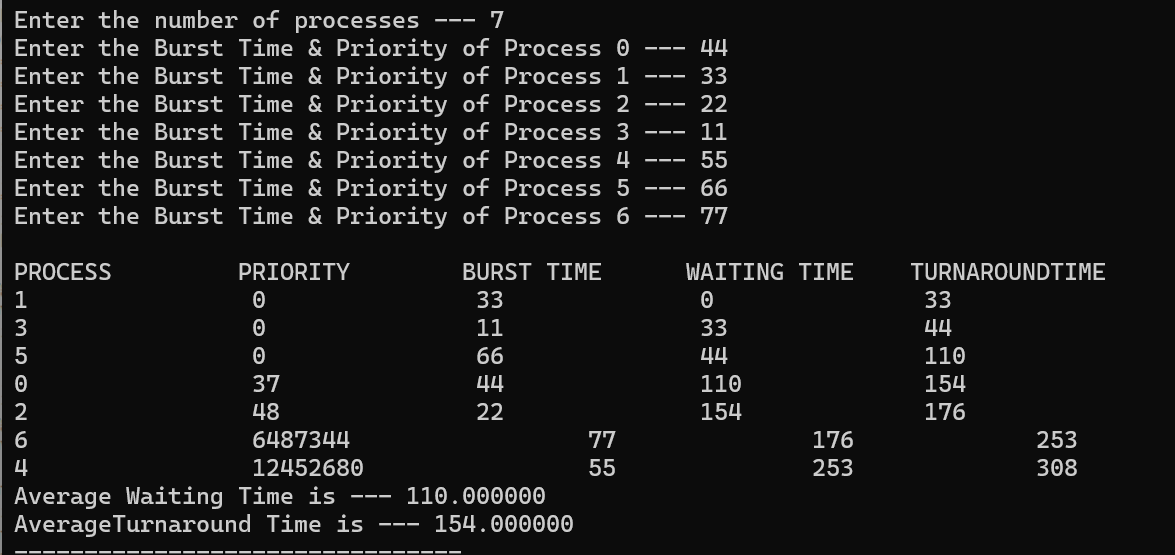 Enter the number of processes --- 7
Enter the Burst Time & Priority of Process 0 --- 44
Enter the Burst Time & Priority of Process 1 --- 33
Enter the Burst Time & Priority of Process 2 --- 22
Enter the Burst Time & Priority of Process 3 --- 11
Enter the Burst Time & Priority of Process 4 --- 55
Enter the Burst Time & Priority of Process 5 --- 66
Enter the Burst Time & Priority of Process 6 --- 77

PROCESS         PRIORITY        BURST TIME      WAITING TIME    TURNAROUNDTIME
1                0               33              0               33
3                0               11              33              44
5                0               66              44              110
0                37              44              110             154
2                48              22              154             176
6                6487344                 77              176             253
4                12452680                55              253             308
Average Waiting Time is --- 110.000000
AverageTurnaround Time is --- 154.000000
--------------------------------